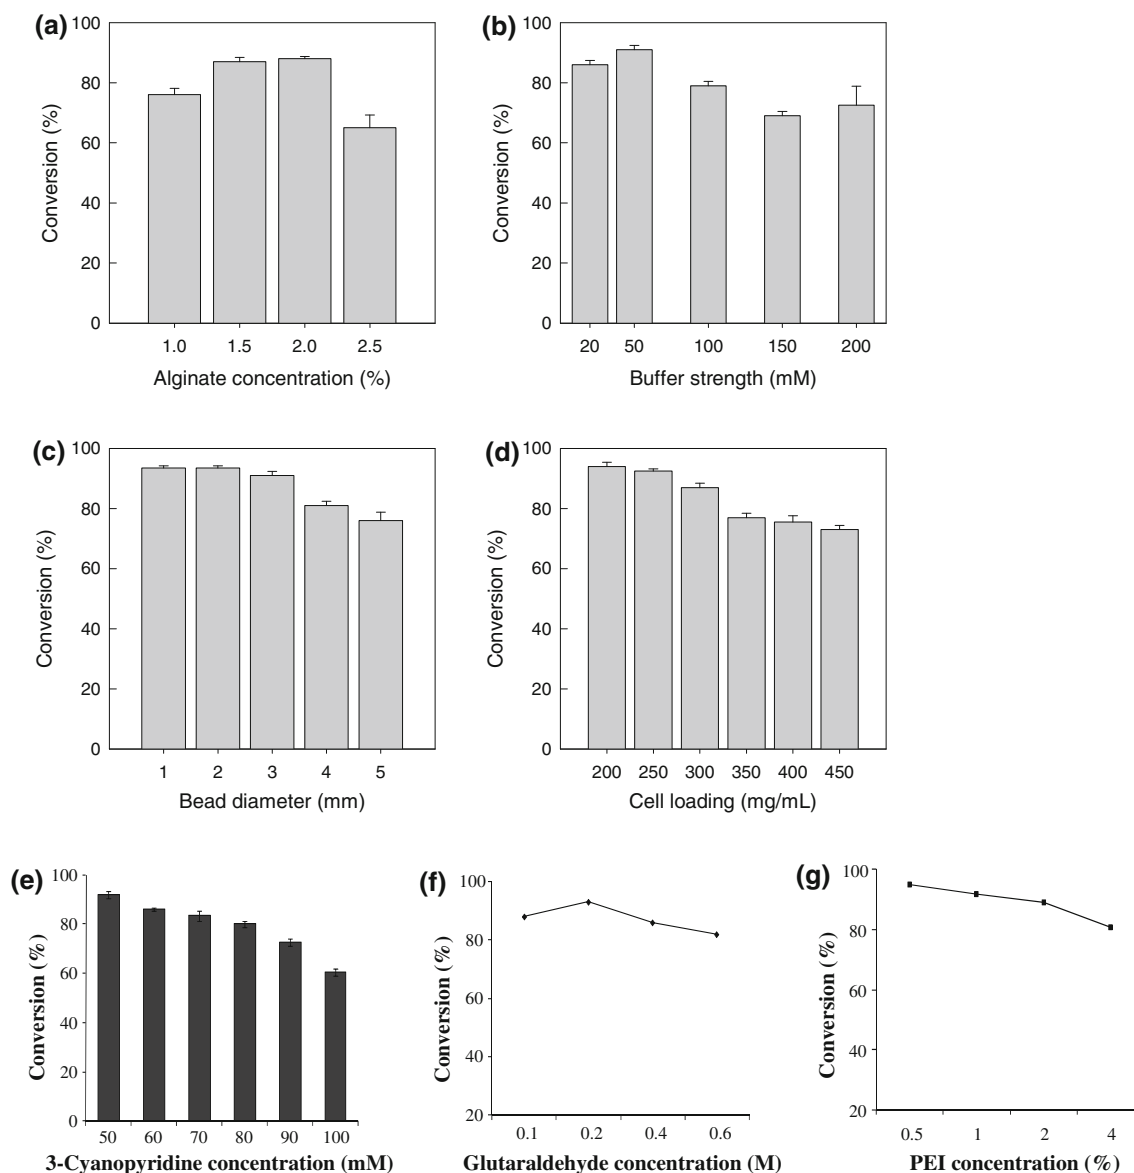 (a)
100
80
60
40
20
0
Conversion (%)
1.0 1.5 2.0 2.5
Alginate concentration (%)
(b)
100
80
60
40
20
0
Conversion (%)
20 50 100 150 200
Buffer strength (mM)
(c)
100
80
60
40
20
0
Conversion (%)
1 2 3 4 5
Bead diameter (mm)
(d)
100
80
60
40
20
0
Conversion (%)
200 250 300 350 400 450
Cell loading (mg/mL)
(e)
100
80
60
40
20
0
Conversion (%)
50 60 70 80 90 100
3-Cyanopyridine concentration (mM)
(f)
100
80
60
40
20
Conversion (%)
0.1 0.2 0.4 0.6
Glutaraldehyde concentration (M)
(g)
100
80
60
40
20
Conversion (%)
0.5 1 2 4
PEI concentration (%)